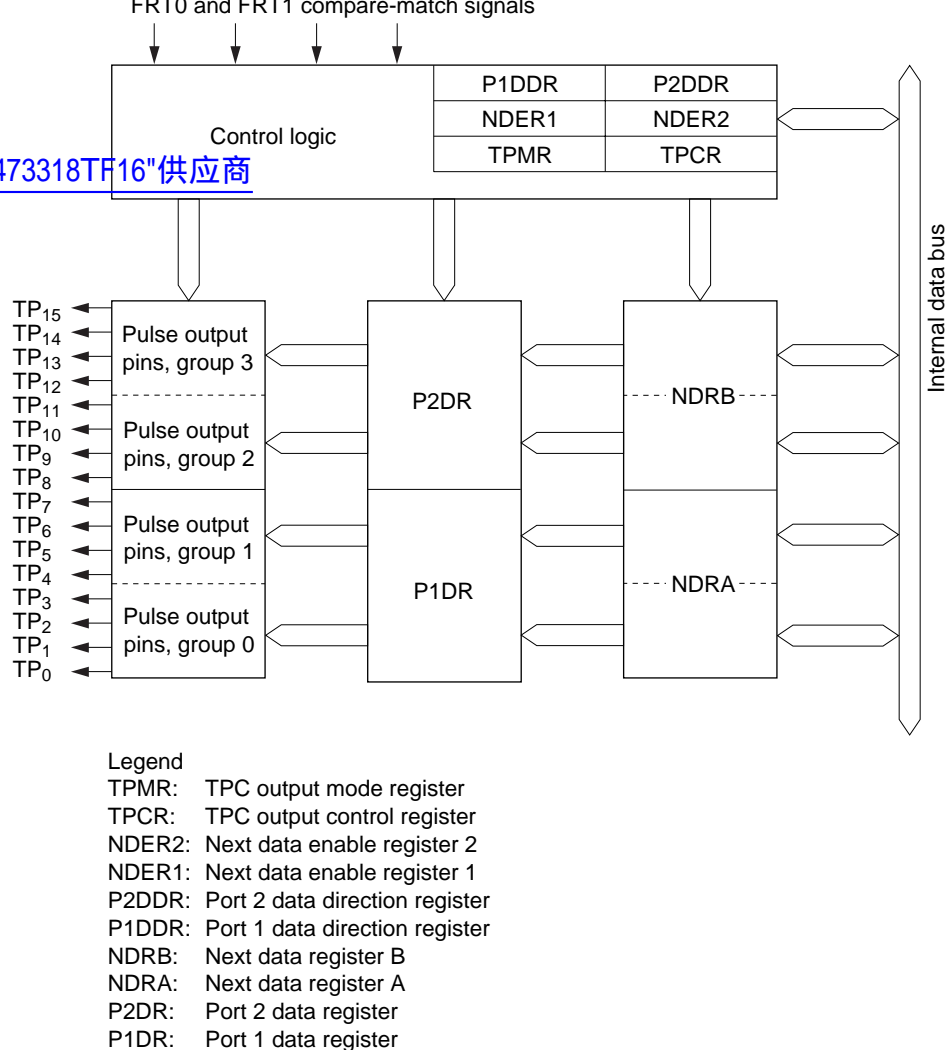 FRT0 and FRT1 compare-match signals
P1DDR P2DDR
NDER1 NDER2
TPMR TPCR
Control logic
473318TF16"供应商
Internal data bus
TP15
TP14
TP13
TP12
TP11
TP10
TP9
TP8
TP7
TP6
TP5
TP4
TP3
TP2
TP1
TP0
Pulse output
pins, group 3
Pulse output
pins, group 2
Pulse output
pins, group 1
Pulse output
pins, group 0
P2DR
P1DR
NDRB
NDRA
Legend
TPMR: TPC output mode register
TPCR: TPC output control register
NDER2: Next data enable register 2
NDER1: Next data enable register 1
P2DDR: Port 2 data direction register
P1DDR: Port 1 data direction register
NDRB: Next data register B
NDRA: Next data register A
P2DR: Port 2 data register
P1DR: Port 1 data register